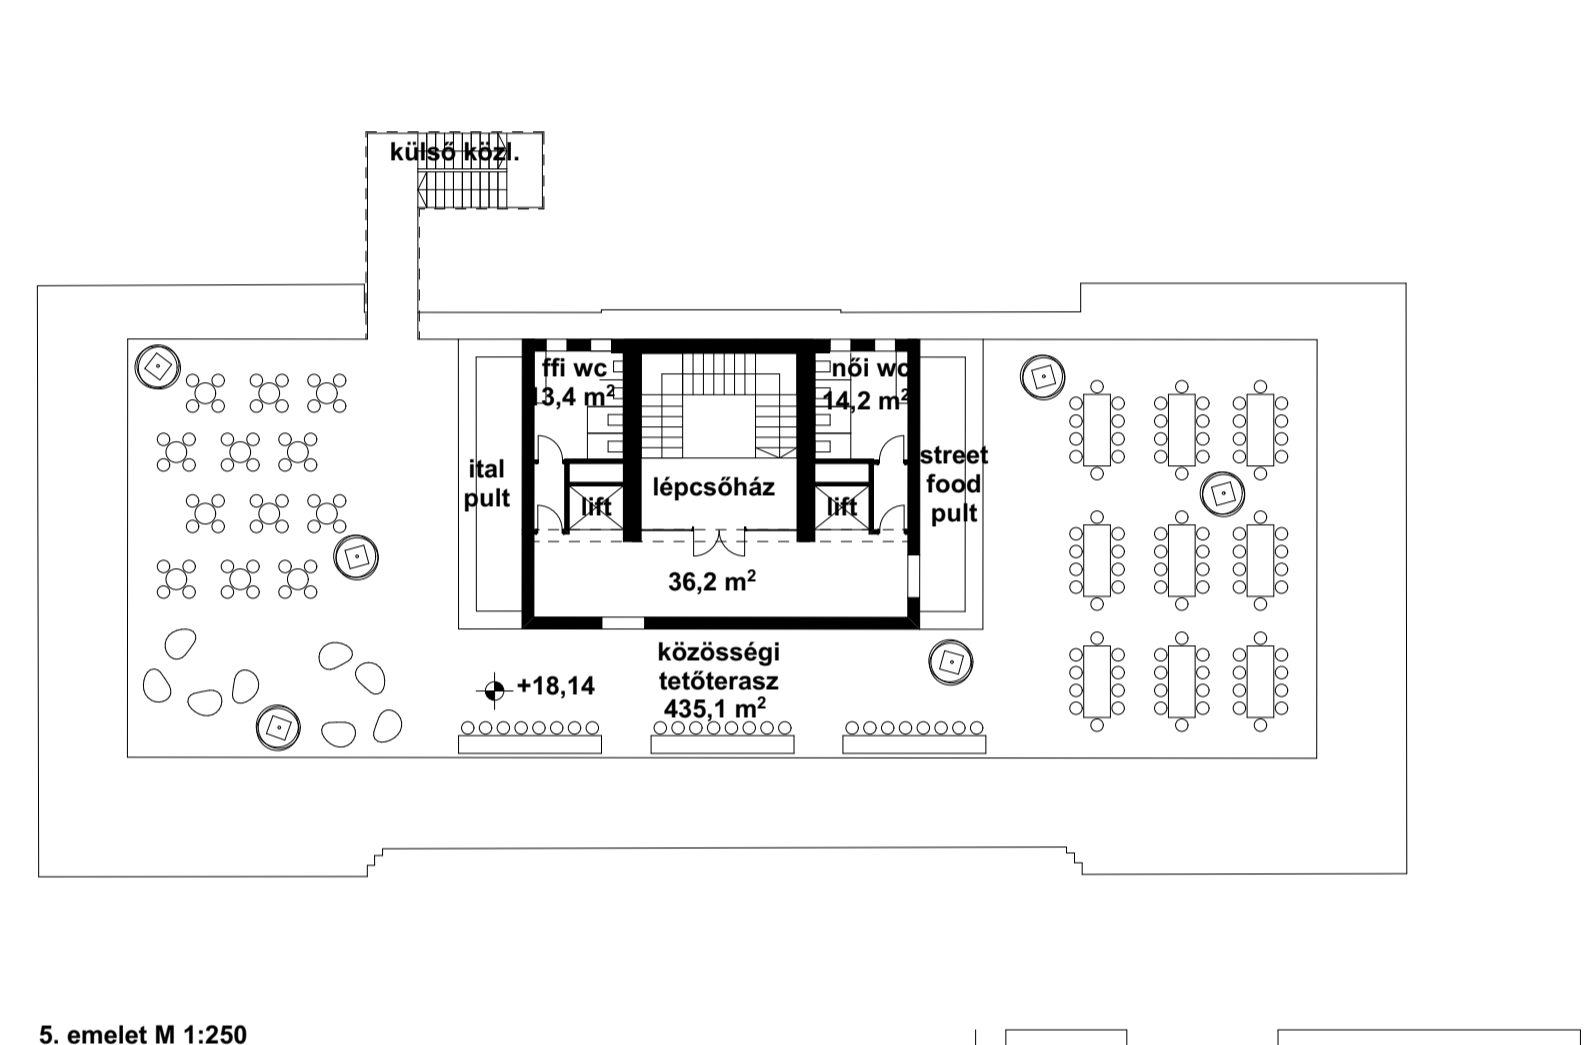 külső közl.
ffi wc
13,4 m²
női wc
14,2 m²
ital
pult
lift
lépcsőház
lift
street
food
pult
36,2 m²
közösségi
tetőterasz
435,1 m²
+18,14
5. emelet M 1:250